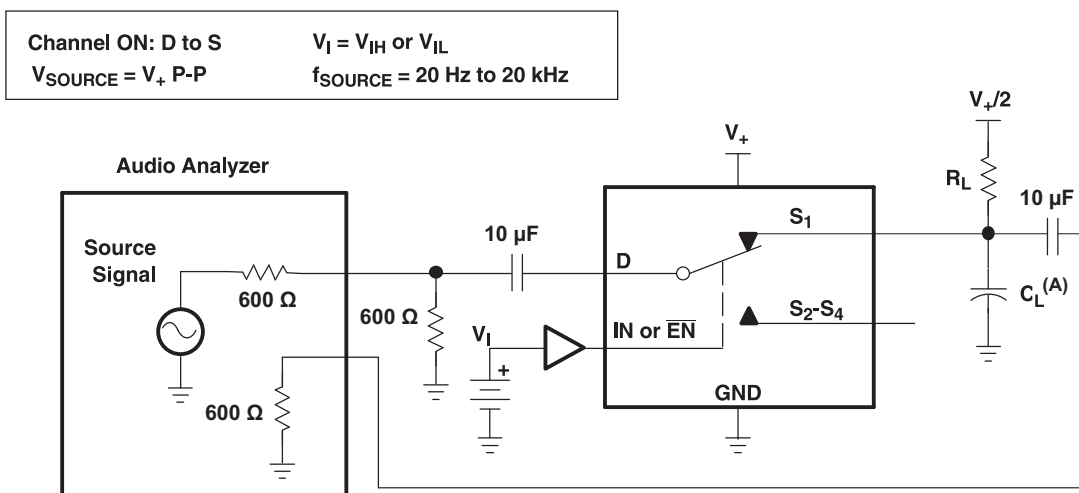 Channel ON: D to S
V_I = V_IH or V_IL
V_SOURCE = V_+ P-P
f_SOURCE = 20 Hz to 20 kHz
Audio Analyzer
Source
Signal
600 Ω
600 Ω
600 Ω
10 µF
V_I
+
V_+
D
S_1
IN or E̅N̅
S_2-S_4
GND
V_+/2
R_L
10 µF
C_L^(A)